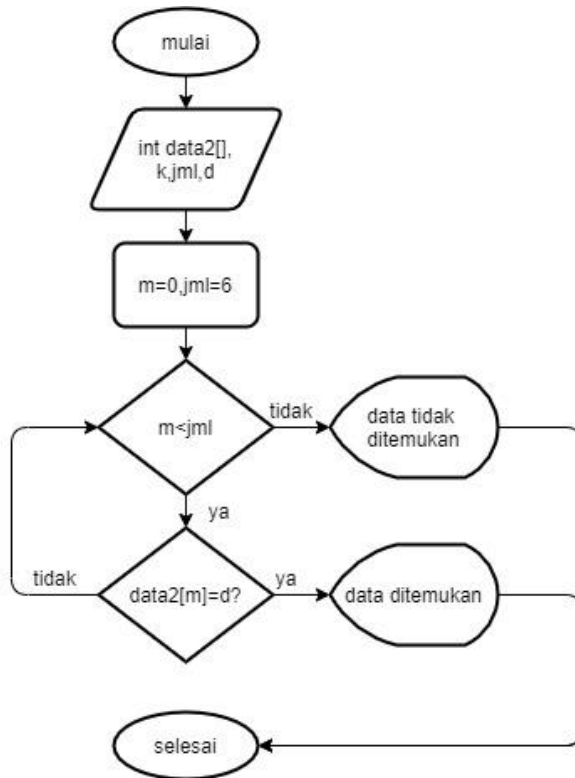 mulai
int data2[],
k,jml,d
m=0,jml=6
m<jml
tidak
data tidak
ditemukan
ya
tidak
data2[m]=d?
ya
data ditemukan
selesai